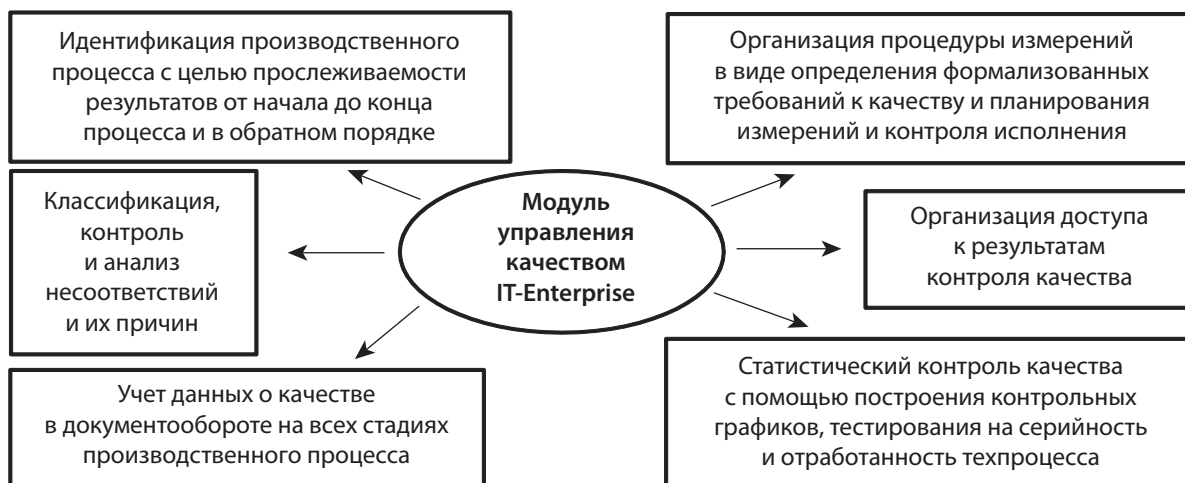 Идентификация производственного
процесса с целью прослеживаемости
результатов от начала до конца
процесса и в обратном порядке
Организация процедуры измерений
в виде определения формализованных
требований к качеству и планирования
измерений и контроля исполнения
Классификация,
контроль
и анализ
несоответствий
и их причин
Модуль
управления
качеством
IT-Enterprise
Организация доступа
к результатам
контроля качества
Учет данных о качестве
в документообороте на всех стадиях
производственного процесса
Статистический контроль качества
с помощью построения контрольных
графиков, тестирования на серийность
и отработанность техпроцесса